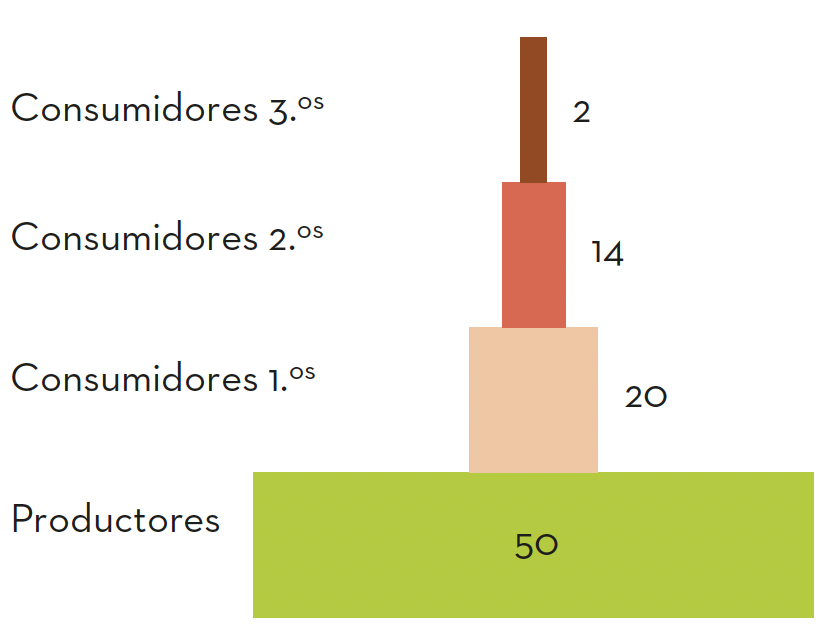 Consumidores 3.ᵒˢ 2
Consumidores 2.ᵒˢ 14
Consumidores 1.ᵒˢ 20
Productores 50